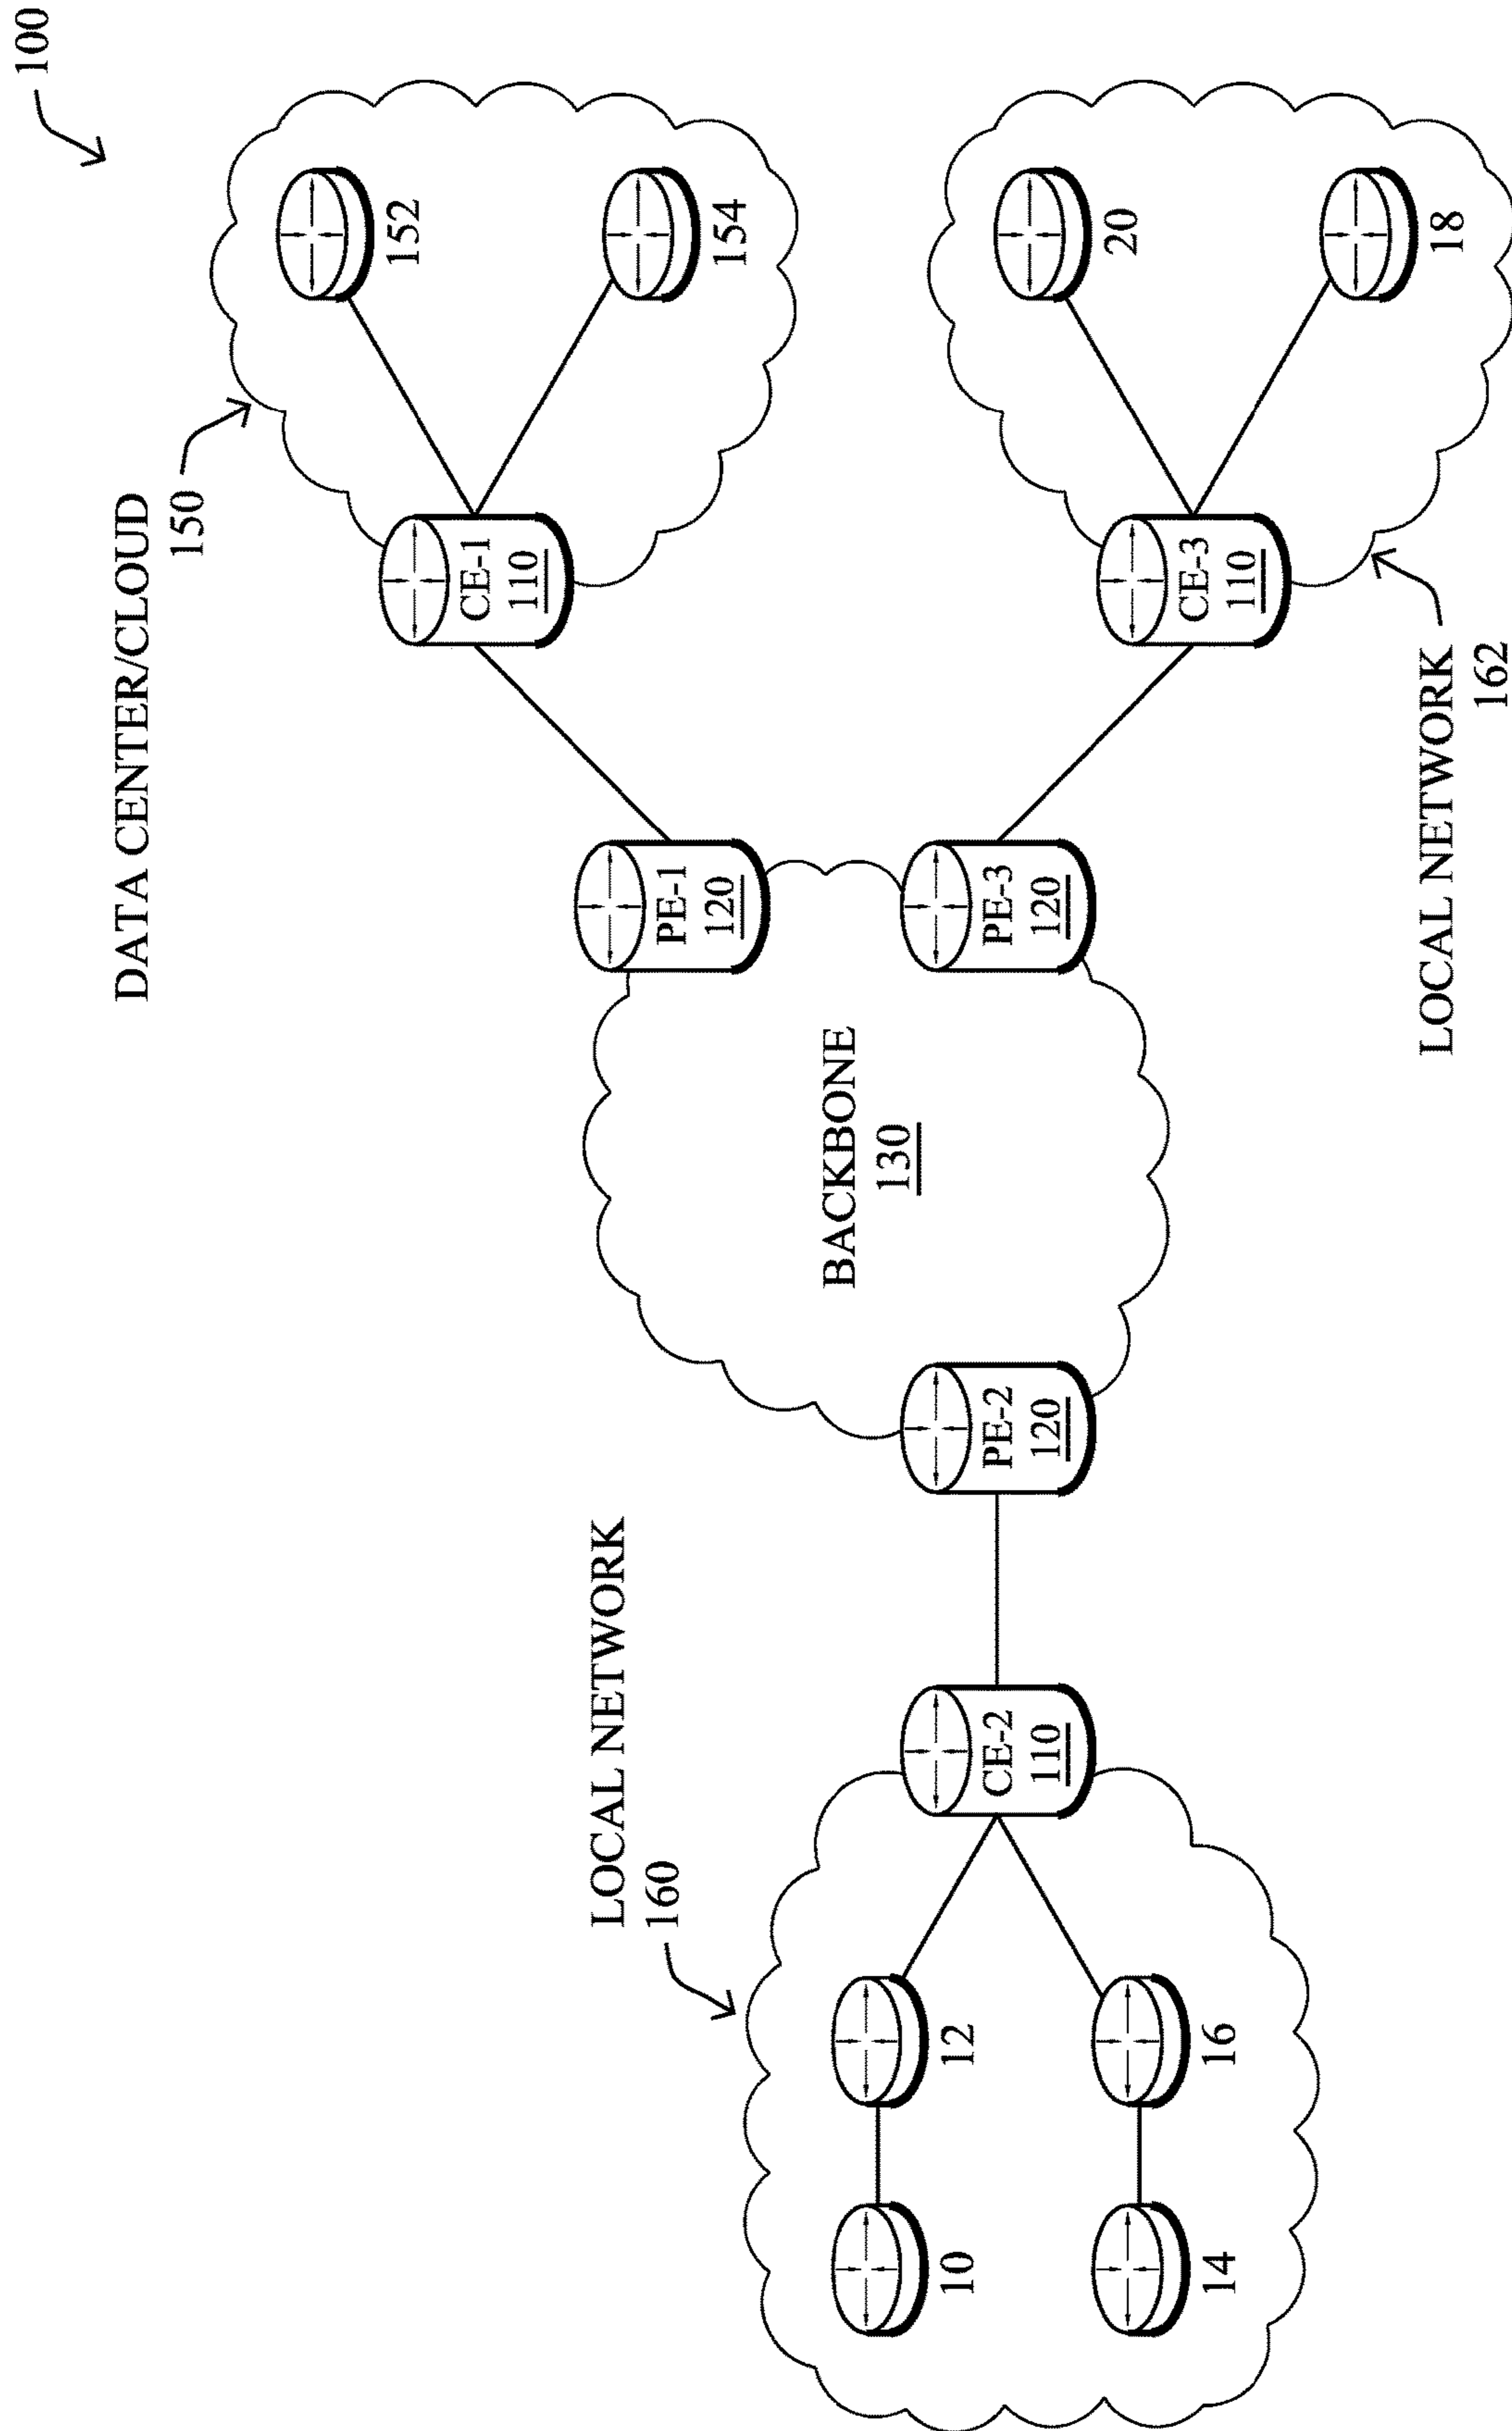 100
DATA CENTER/CLOUD
150
152
154
CE-1
110
PE-1
120
BACKBONE
130
PE-3
120
PE-2
120
CE-3
110
20
18
LOCAL NETWORK
162
LOCAL NETWORK
160
CE-2
110
12
10
16
14